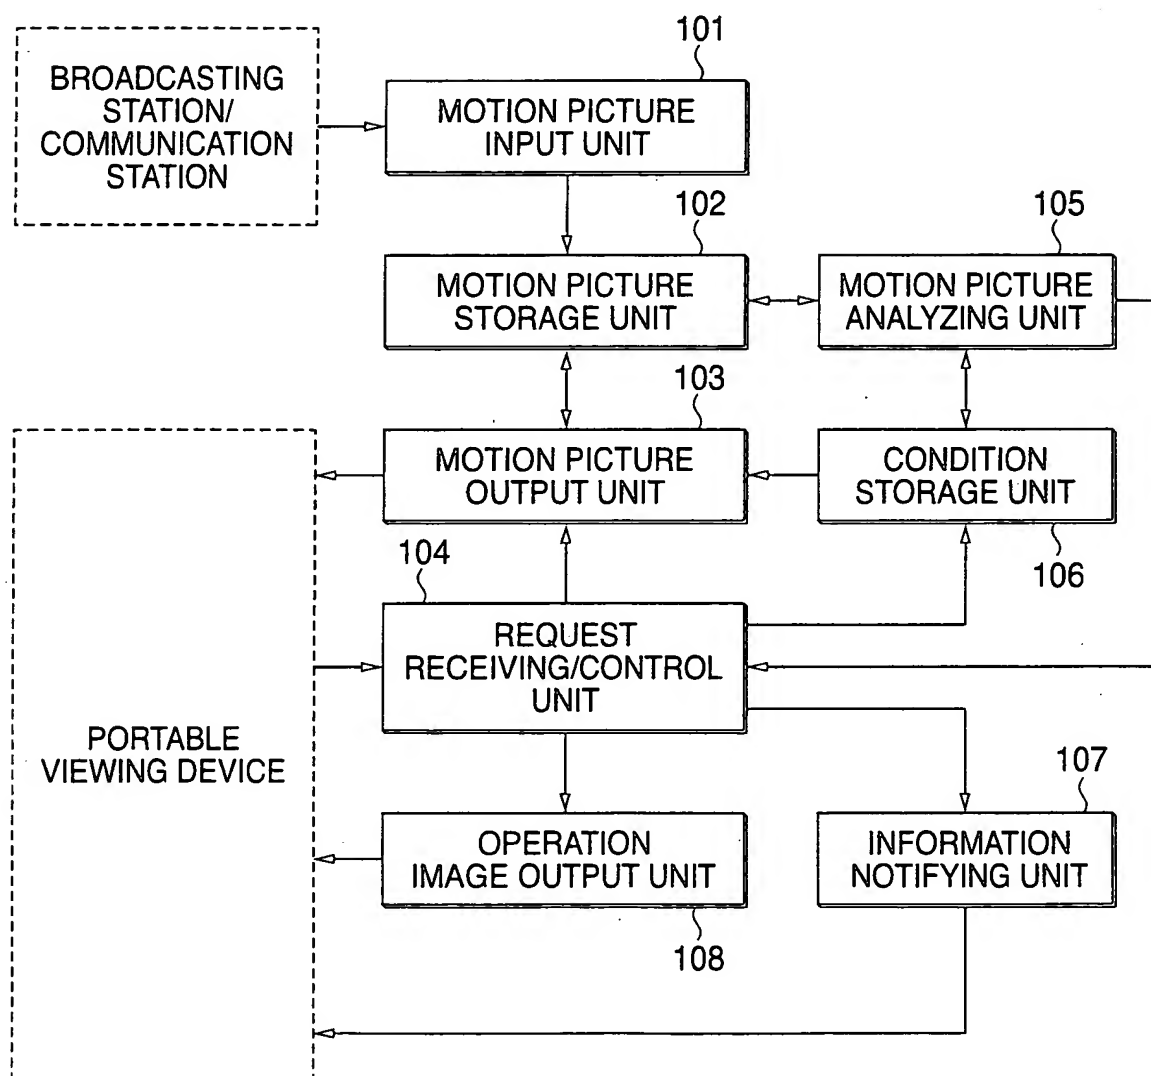 101
BROADCASTING
STATION/
COMMUNICATION
STATION
MOTION PICTURE
INPUT UNIT
102
105
MOTION PICTURE
STORAGE UNIT
MOTION PICTURE
ANALYZING UNIT
103
MOTION PICTURE
OUTPUT UNIT
CONDITION
STORAGE UNIT
104
106
REQUEST
RECEIVING/CONTROL
UNIT
PORTABLE
VIEWING DEVICE
107
OPERATION
IMAGE OUTPUT UNIT
INFORMATION
NOTIFYING UNIT
108